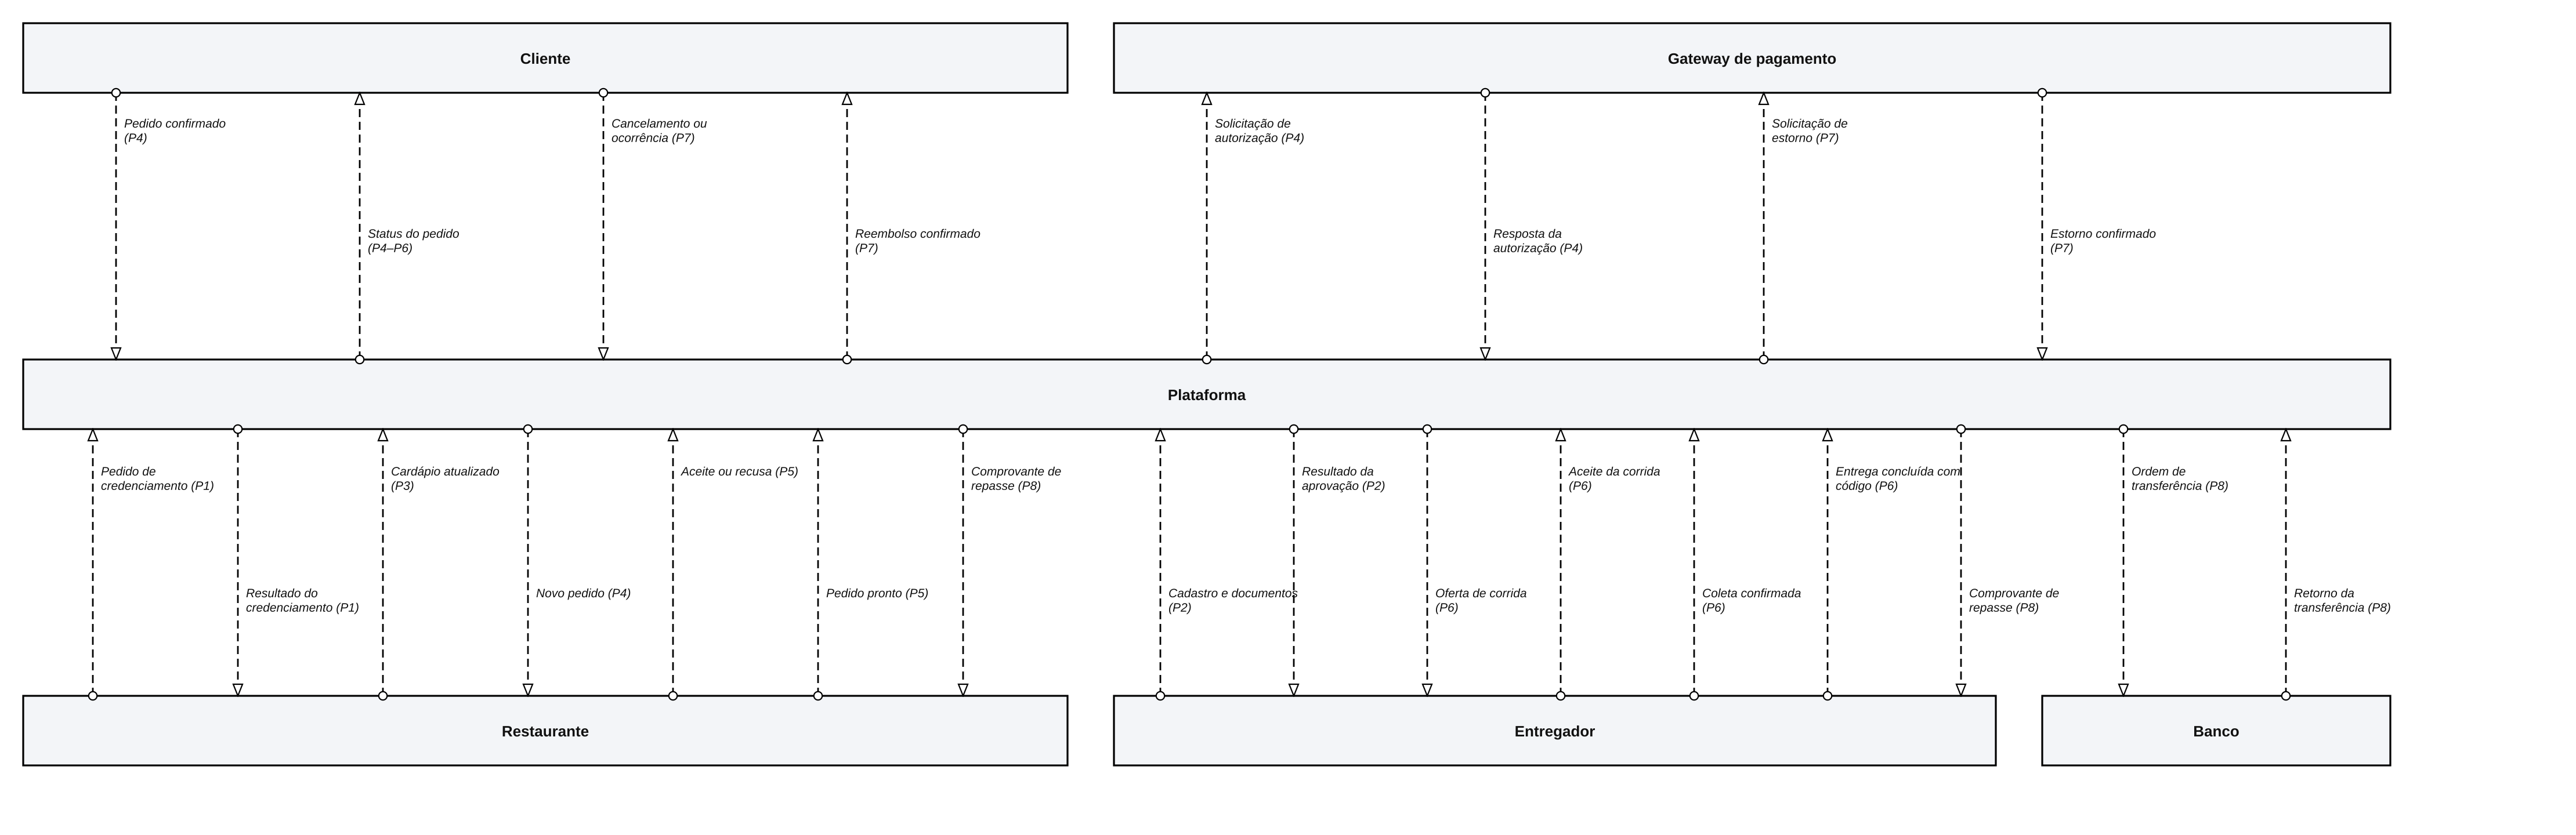 Cliente
Gateway de pagamento
Pedido confirmado
(P4)
Cancelamento ou
ocorrência (P7)
Solicitação de
autorização (P4)
Solicitação de
estorno (P7)
Status do pedido
(P4–P6)
Reembolso confirmado
(P7)
Resposta da
autorização (P4)
Estorno confirmado
(P7)
Plataforma
Pedido de
credenciamento (P1)
Cardápio atualizado
(P3)
Aceite ou recusa (P5)
Comprovante de
repasse (P8)
Resultado da
aprovação (P2)
Aceite da corrida
(P6)
Entrega concluída com
código (P6)
Ordem de
transferência (P8)
Resultado do
credenciamento (P1)
Novo pedido (P4)
Pedido pronto (P5)
Cadastro e documentos
(P2)
Oferta de corrida
(P6)
Coleta confirmada
(P6)
Comprovante de
repasse (P8)
Retorno da
transferência (P8)
Restaurante
Entregador
Banco